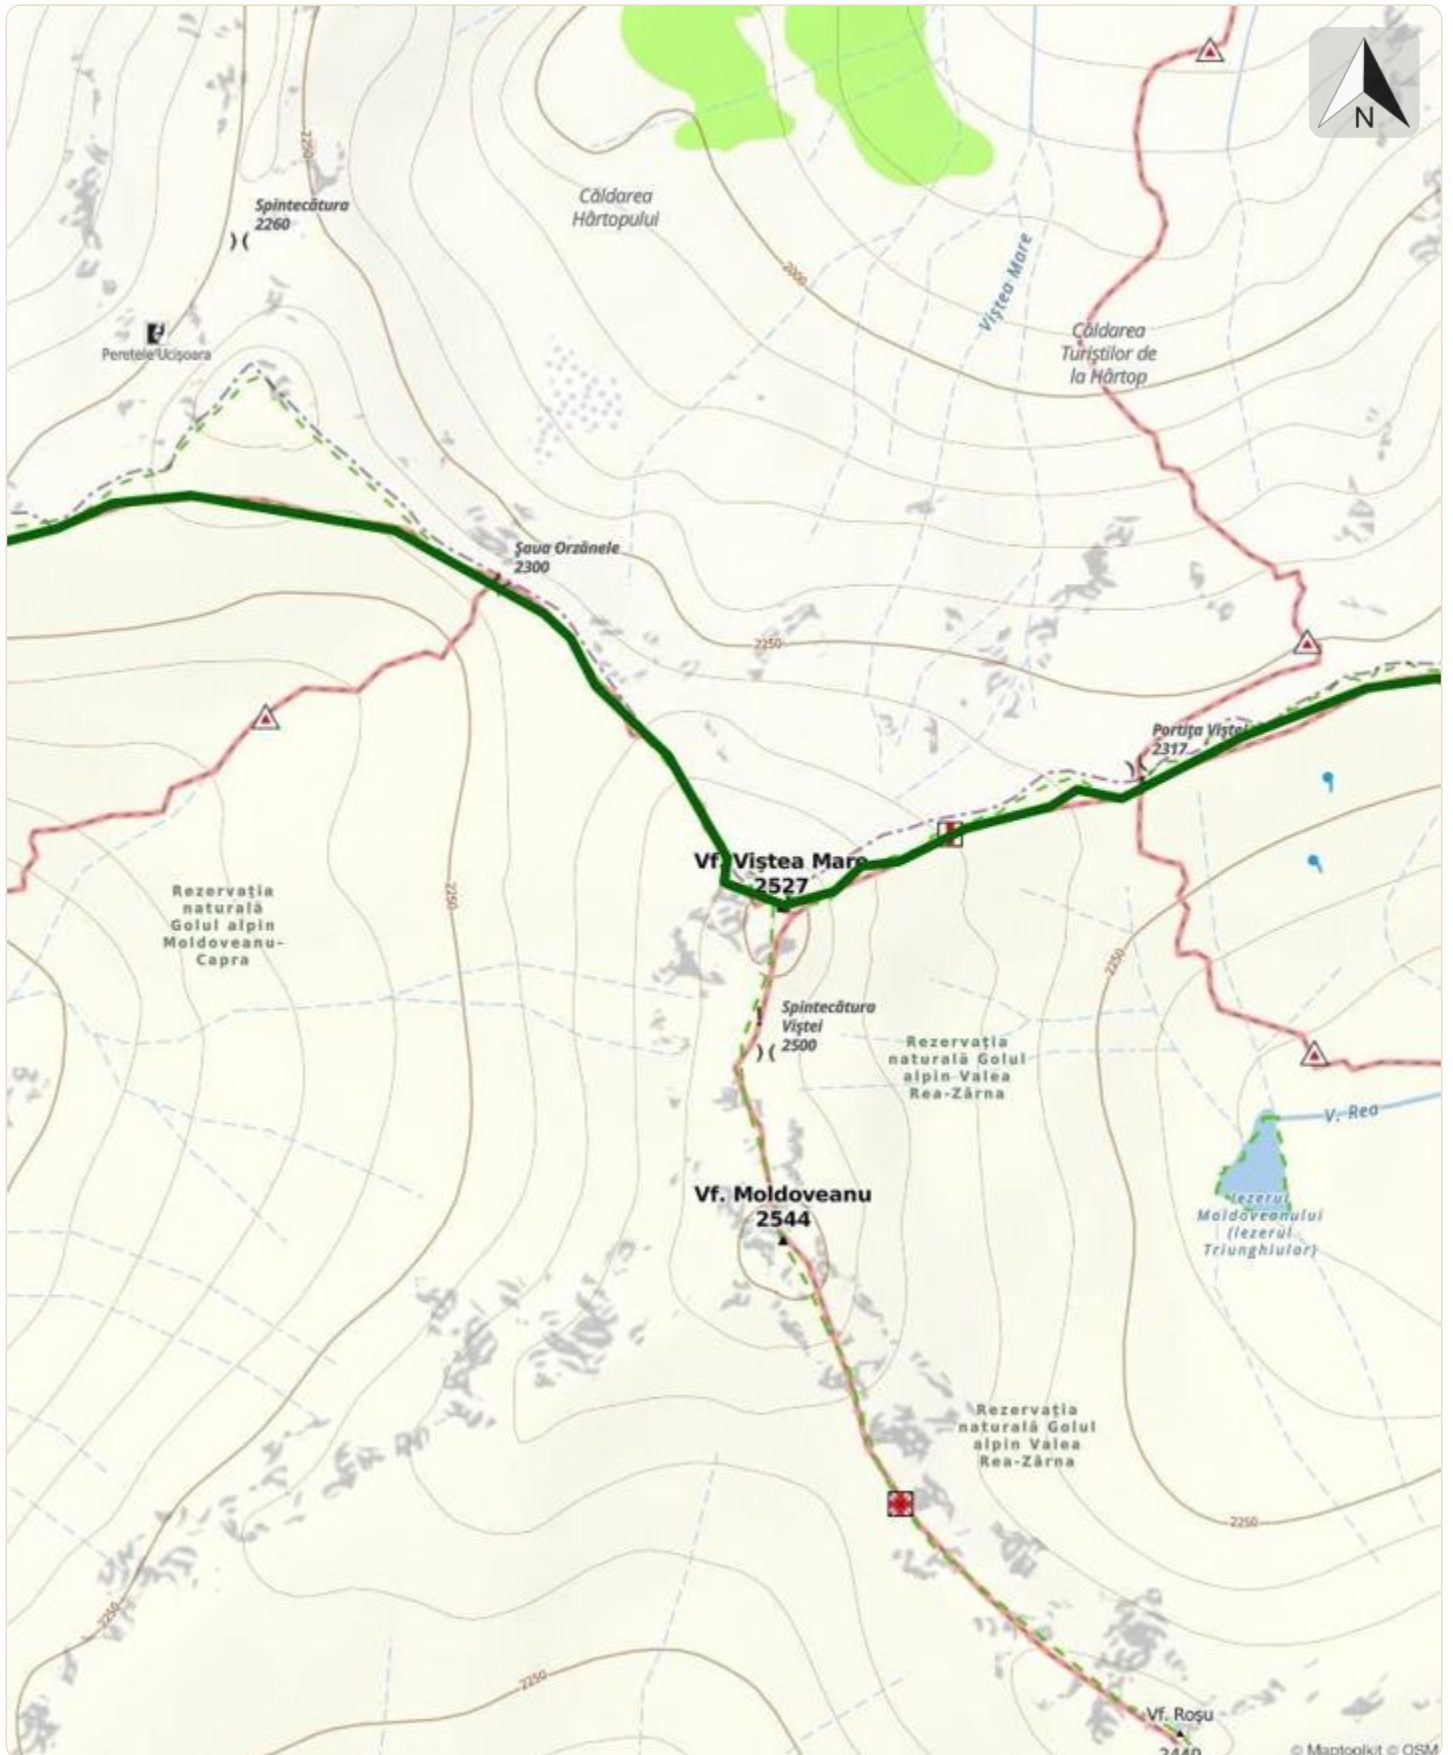 N
2250
Spintecătura
2260
Căldarea
Hârtopului
2000
Viștea Mare
Peretele Ucișoara
Căldarea
Turiștilor de
la Hârtop
Șaua Orzănele
2300
2250
Portița Viștei
2317
Vf. Viștea Mare
2527
Rezervația
naturală
Golul alpin
Moldoveanu-
Capra
2250
2250
Spintecătura
Viștei
2500
Rezervația
naturală Golul
alpin Valea
Rea-Zârna
V. Rea
Vf. Moldoveanu
2544
Iezerul
Moldoveanului
(Iezerul
Triunghiular)
Rezervația
naturală Golul
alpin Valea
Rea-Zârna
2250
2250
2250
Vf. Roșu
2440
© Maptoolkit © OSM